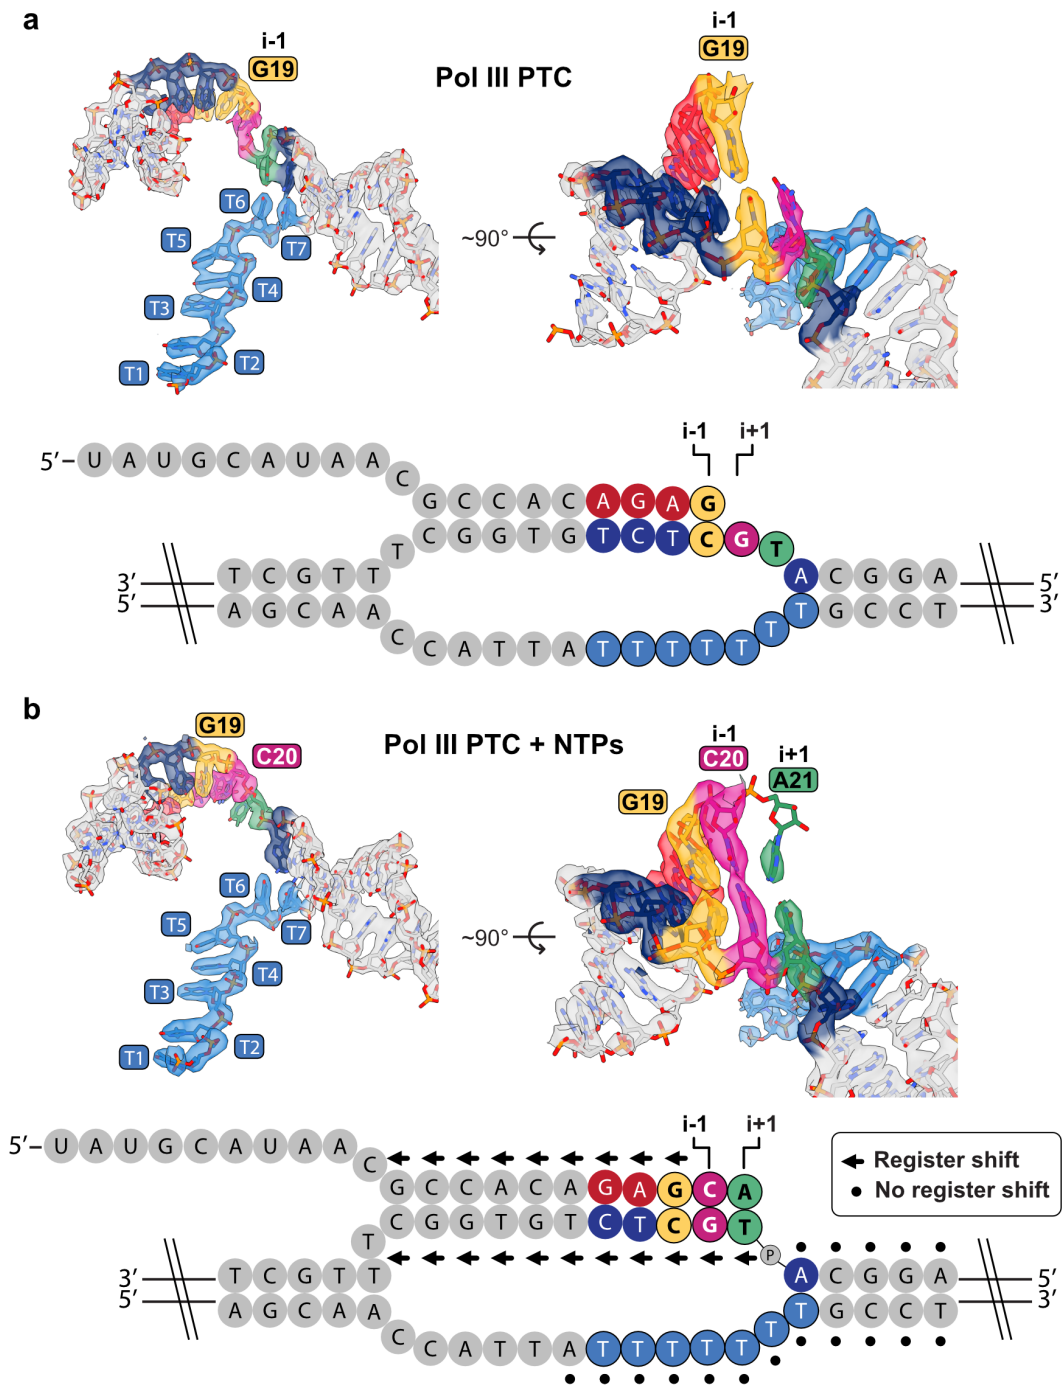 a
i-1
G19
Pol III PTC
i-1
G19
T6
T5
T7
T4
T3
T1
T2
~90°
i-1 i+1
5′– U A U G C A U A A C G C C A C A G A G
T C G G T G T C T C G T
3′ T C G T T A C G G A 5′
5′ A G C A A T G C C T 3′
C C A T T A T T T T T T
b
G19
C20
Pol III PTC + NTPs
i-1
C20
i+1
A21
G19
T6
T5
T7
T4
T3
T1
T2
~90°
i-1 i+1
5′– U A U G C A U A A C G C C A C A G A G C A
T C G G T G T C T C G T P
3′ T C G T T A C G G A 5′
5′ A G C A A T G C C T 3′
C C A T T A T T T T T T
Register shift
No register shift